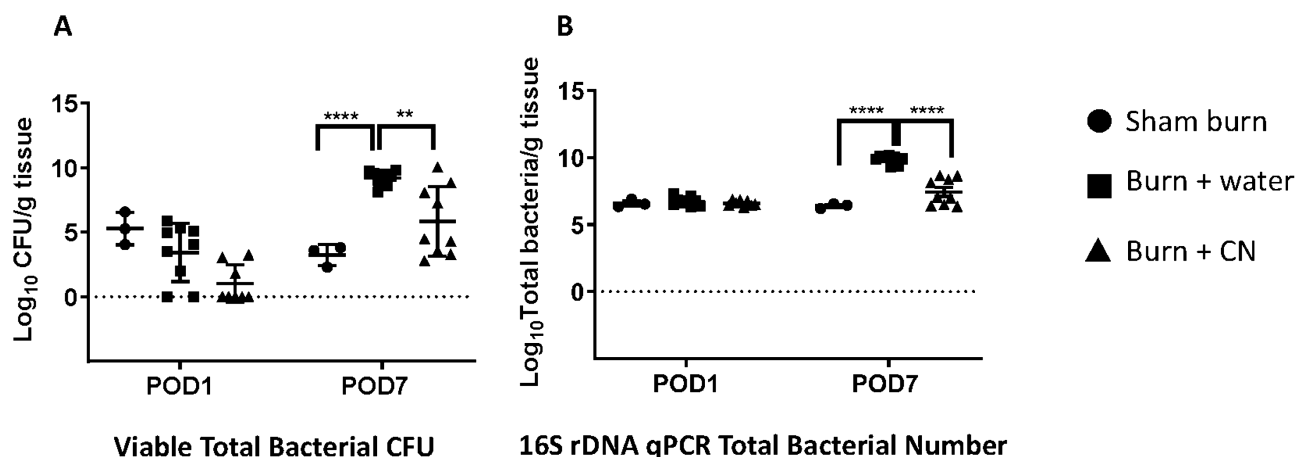 A
Log10 CFU/g tissue
15
10
5
0
****
**
POD1
POD7
Viable Total Bacterial CFU
B
Log10Total bacteria/g tissue
15
10
5
0
-5
****
****
POD1
POD7
16S rDNA qPCR Total Bacterial Number
Sham burn
Burn + water
Burn + CN